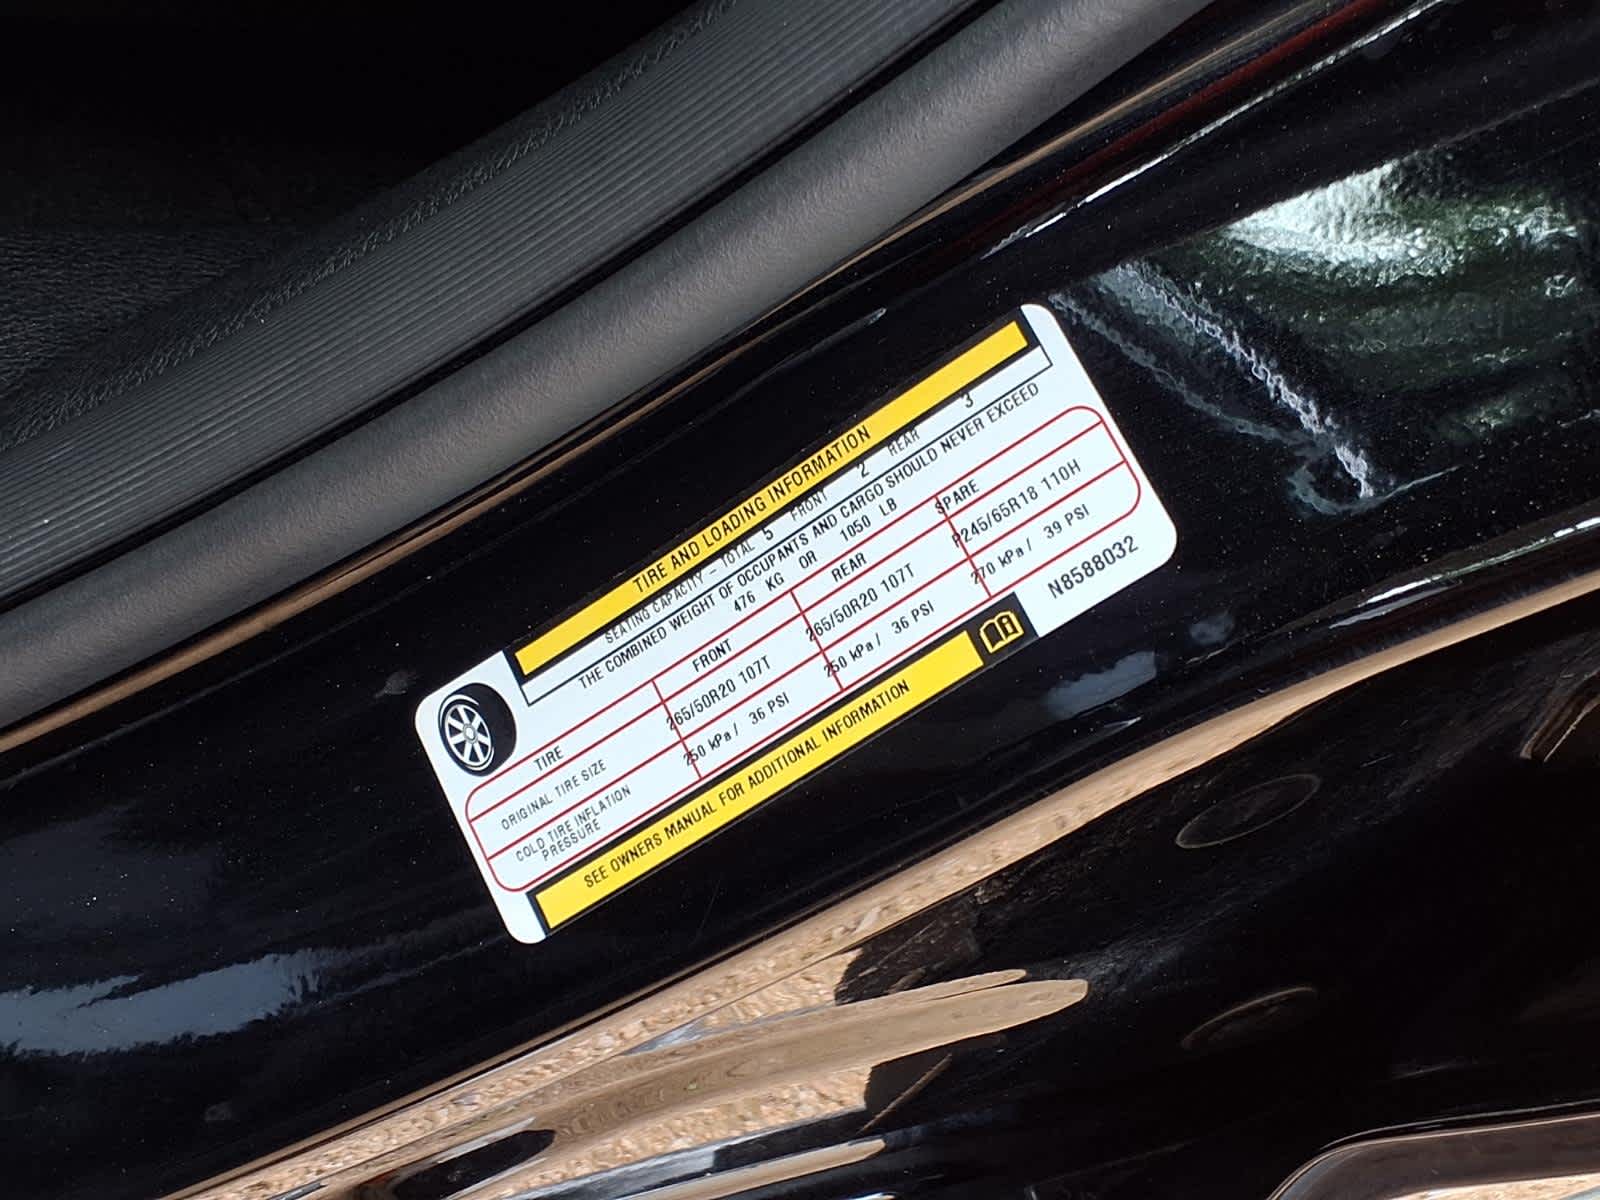 TIRE AND LOADING INFORMATION
SEATING CAPACITY – TOTAL 5 FRONT 2 REAR 3
THE COMBINED WEIGHT OF OCCUPANTS AND CARGO SHOULD NEVER EXCEED
476 KG OR 1050 LB
TIRE FRONT REAR SPARE
ORIGINAL TIRE SIZE 265/50R20 107T 265/50R20 107T P245/65R18 110H
COLD TIRE INFLATION PRESSURE 250 kPa / 36 PSI 250 kPa / 36 PSI 270 kPa / 39 PSI
SEE OWNERS MANUAL FOR ADDITIONAL INFORMATION
N8588032